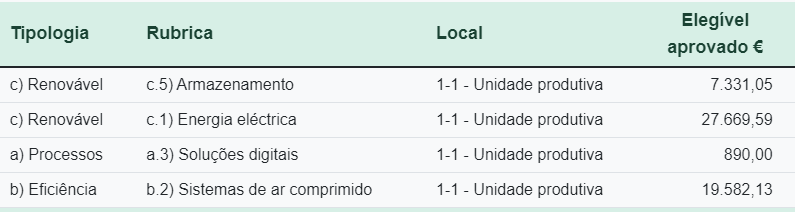 Tipologia Rubrica Local Elegível aprovado €
c) Renovável c.5) Armazenamento 1-1 - Unidade produtiva 7.331,05
c) Renovável c.1) Energia eléctrica 1-1 - Unidade produtiva 27.669,59
a) Processos a.3) Soluções digitais 1-1 - Unidade produtiva 890,00
b) Eficiência b.2) Sistemas de ar comprimido 1-1 - Unidade produtiva 19.582,13